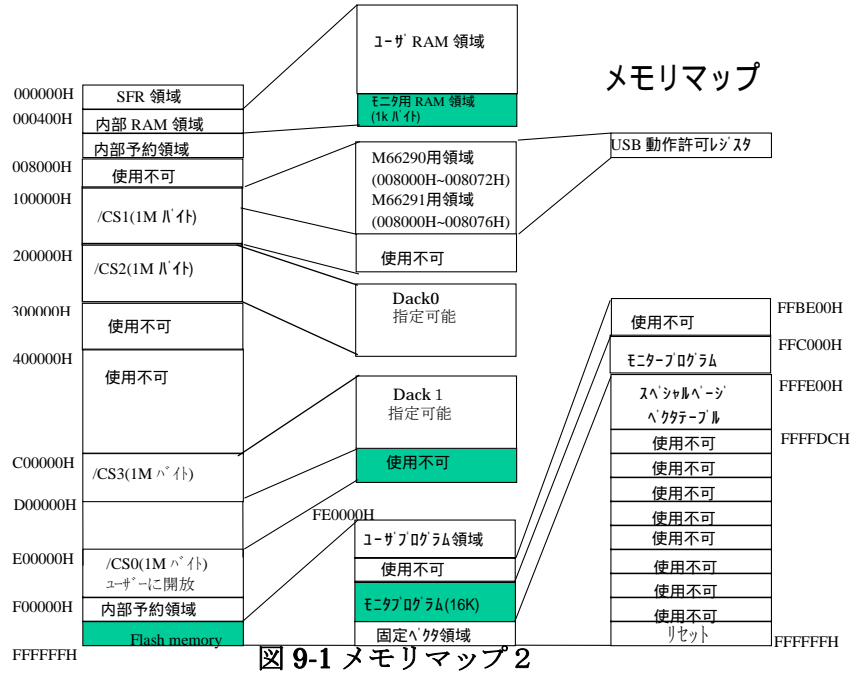 メモリマップ
000000H
000400H
008000H
100000H
200000H
300000H
400000H
C00000H
D00000H
E00000H
F00000H
FFFFFFH
SFR 領域
内部 RAM 領域
内部予約領域
使用不可
/CS1(1M バイト)
/CS2(1M バイト)
使用不可
使用不可
/CS3(1M バイト)
/CS0(1M バイト)
ユーザーに開放
内部予約領域
Flash memory
ユーザ RAM 領域
モニタ用 RAM 領域
(1k バイト)
M66290用領域
(008000H~008072H)
M66291用領域
(008000H~008076H)
使用不可
Dack0
指定可能
Dack 1
指定可能
使用不可
FE0000H
ユーザプログラム領域
使用不可
モニタプログラム(16K)
固定ベクタ領域
USB 動作許可レジスタ
使用不可
モニタープログラム
スペシャルページ
ベクタテーブル
使用不可
使用不可
使用不可
使用不可
使用不可
使用不可
使用不可
使用不可
リセット
FFBE00H
FFC000H
FFFE00H
FFFFDCH
FFFFFFH
図 9-1 メモリマップ2